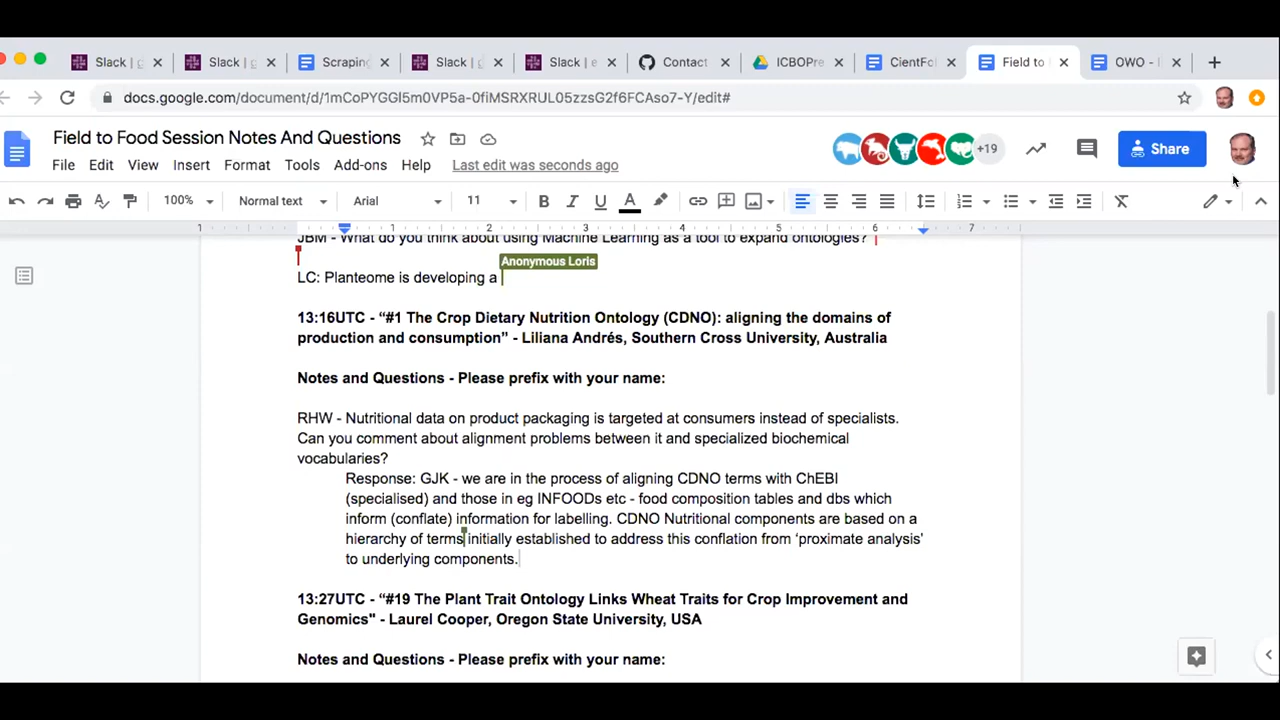 Slack | g
Slack | g
Scraping
Slack | g
Slack | e
Contact
ICBOPre
CientFol
Field to
OWO - I
docs.google.com/document/d/1mCoPYGGI5m0VP5a-0fiMSRXRUL05zzsG2f6FCAso7-Y/edit#
Field to Food Session Notes And Questions
+19
Share
File Edit View Insert Format Tools Add-ons Help Last edit was seconds ago
100% Normal text Arial 11
1 1 2 3 4 5 6 7
JBM - What do you think about using Machine Learning as a tool to expand ontologies?
Anonymous Loris
LC: Planteome is developing a
13:16UTC - “#1 The Crop Dietary Nutrition Ontology (CDNO): aligning the domains of
production and consumption” - Liliana Andrés, Southern Cross University, Australia
Notes and Questions - Please prefix with your name:
RHW - Nutritional data on product packaging is targeted at consumers instead of specialists.
Can you comment about alignment problems between it and specialized biochemical
vocabularies?
Response: GJK - we are in the process of aligning CDNO terms with ChEBI
(specialised) and those in eg INFOODs etc - food composition tables and dbs which
inform (conflate) information for labelling. CDNO Nutritional components are based on a
hierarchy of terms initially established to address this conflation from ‘proximate analysis’
to underlying components.
13:27UTC - “#19 The Plant Trait Ontology Links Wheat Traits for Crop Improvement and
Genomics" - Laurel Cooper, Oregon State University, USA
Notes and Questions - Please prefix with your name: